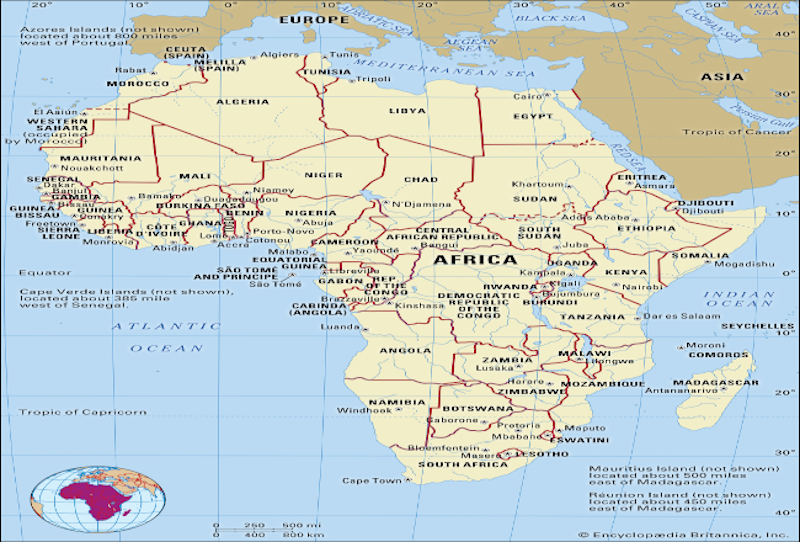 20°
10°
0°
10°
20°
30°
40°
EUROPE
ADRIATIC SEA
BLACK SEA
CASPIAN SEA
ARAL SEA
40°
Azores Islands (not shown)
located about 800 miles
west of Portugal.
AEGEAN SEA
CEUTA
(SPAIN)
MELILLA
(SPAIN)
Algiers
Tunis
MEDITERRANEAN SEA
ASIA
Rabat
TUNISIA
Tripoli
MOROCCO
ALGERIA
LIBYA
Cairo
EGYPT
30°
Persian Gulf
El Aaiún
WESTERN
SAHARA
(occupied
by Morocco)
Tropic of Cancer
RED SEA
20°
MAURITANIA
Nouakchott
MALI
NIGER
CHAD
Khartoum
SUDAN
ERITREA
Asmara
SENEGAL
Dakar
Banjul
GAMBIA
Bissau
GUINEA
BISSAU
Bamako
Niamey
Ouagadougou
BURKINA FASO
BENIN
N'Djamena
DJIBOUTI
Djibouti
10°
GUINEA
Conakry
Freetown
SIERRA
LEONE
LIBERIA
Monrovia
CÔTE
D'IVOIRE
GHANA
Abidjan
Accra
Lomé
Cotonou
Porto-Novo
NIGERIA
Abuja
Addis Ababa
ETHIOPIA
CENTRAL
AFRICAN REPUBLIC
Bangui
SOUTH
SUDAN
Juba
CAMEROON
Yaoundé
Malabo
EQUATORIAL
GUINEA
AFRICA
SOMALIA
Mogadishu
UGANDA
Kampala
KENYA
Nairobi
Equator
0°
SÃO TOMÉ
AND PRINCIPE
São Tomé
Libreville
GABON
REP.
OF THE
CONGO
Brazzaville
Kinshasa
RWANDA
Kigali
Bujumbura
BURUNDI
DEMOCRATIC
REPUBLIC
OF THE
CONGO
INDIAN
OCEAN
Cape Verde Islands (not shown),
located about 385 miles
west of Senegal.
CABINDA
(ANGOLA)
TANZANIA
Dar es Salaam
SEYCHELLES
10°
ATLANTIC
OCEAN
Luanda
ANGOLA
ZAMBIA
Lusaka
MALAWI
Lilongwe
Moroni
COMOROS
Harare
ZIMBABWE
MOZAMBIQUE
MADAGASCAR
Antananarivo
20°
Tropic of Capricorn
NAMIBIA
Windhoek
BOTSWANA
Gaborone
Pretoria
Maputo
Mbabane
ESWATINI
Bloemfontein
Maseru
LESOTHO
SOUTH AFRICA
Cape Town
30°
Mauritius Island (not shown)
located about 500 miles
east of Madagascar.
Réunion Island (not shown)
located about 450 miles
east of Madagascar.
40°
0 250 500 mi
0 400 800 km
© Encyclopædia Britannica, Inc.